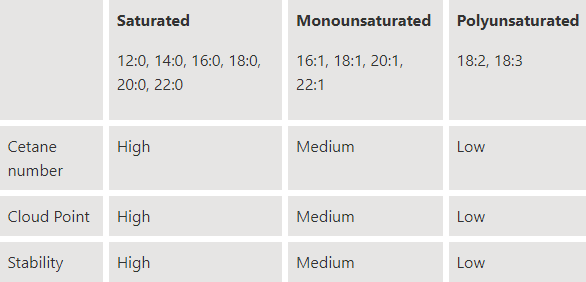 Saturated Monounsaturated Polyunsaturated
12:0, 14:0, 16:0, 18:0, 16:1, 18:1, 20:1, 18:2, 18:3
20:0, 22:0 22:1
Cetane High Medium Low
number
Cloud Point High Medium Low
Stability High Medium Low